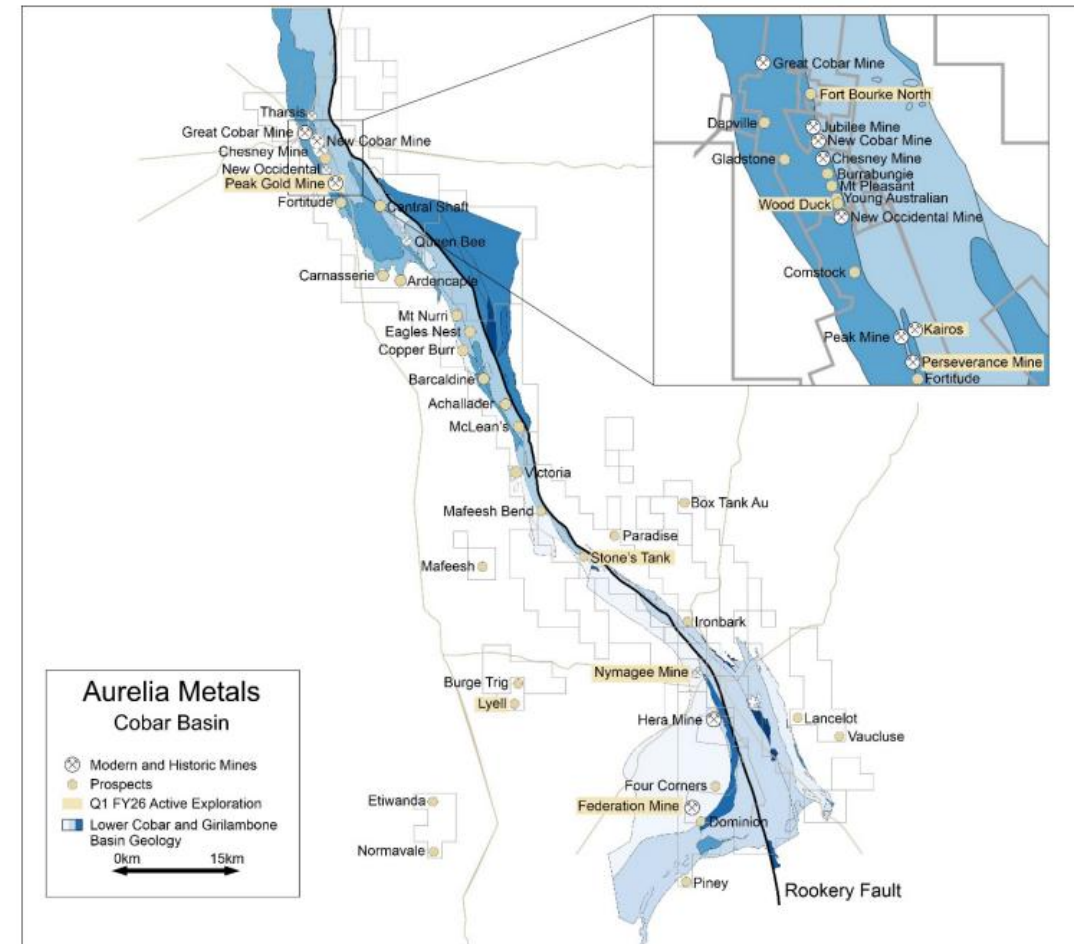 Tharsis
Great Cobar Mine
New Cobar Mine
Chesney Mine
New Occidental
Peak Gold Mine
Fortitude
Central Shaft
Queen Bee
Carnasserie
Ardencaple
Mt Nurri
Eagles Nest
Copper Burr
Barcaldine
Achallader
McLean's
Victoria
Mafeesh Bend
Box Tank Au
Paradise
Stone's Tank
Mafeesh
Ironbark
Nymagee Mine
Burge Trig
Lyell
Hera Mine
Lancelot
Vaucluse
Four Corners
Etiwanda
Federation Mine
Dominion
Normavale
Piney
Rookery Fault
Great Cobar Mine
Fort Bourke North
Dapville
Jubilee Mine
New Cobar Mine
Gladstone
Chesney Mine
Burrabungie
Mt Pleasant
Young Australian
Wood Duck
New Occidental Mine
Comstock
Kairos
Peak Mine
Perseverance Mine
Fortitude
Aurelia Metals
Cobar Basin
Modern and Historic Mines
Prospects
Q1 FY26 Active Exploration
Lower Cobar and Girilambone
Basin Geology
0km 15km